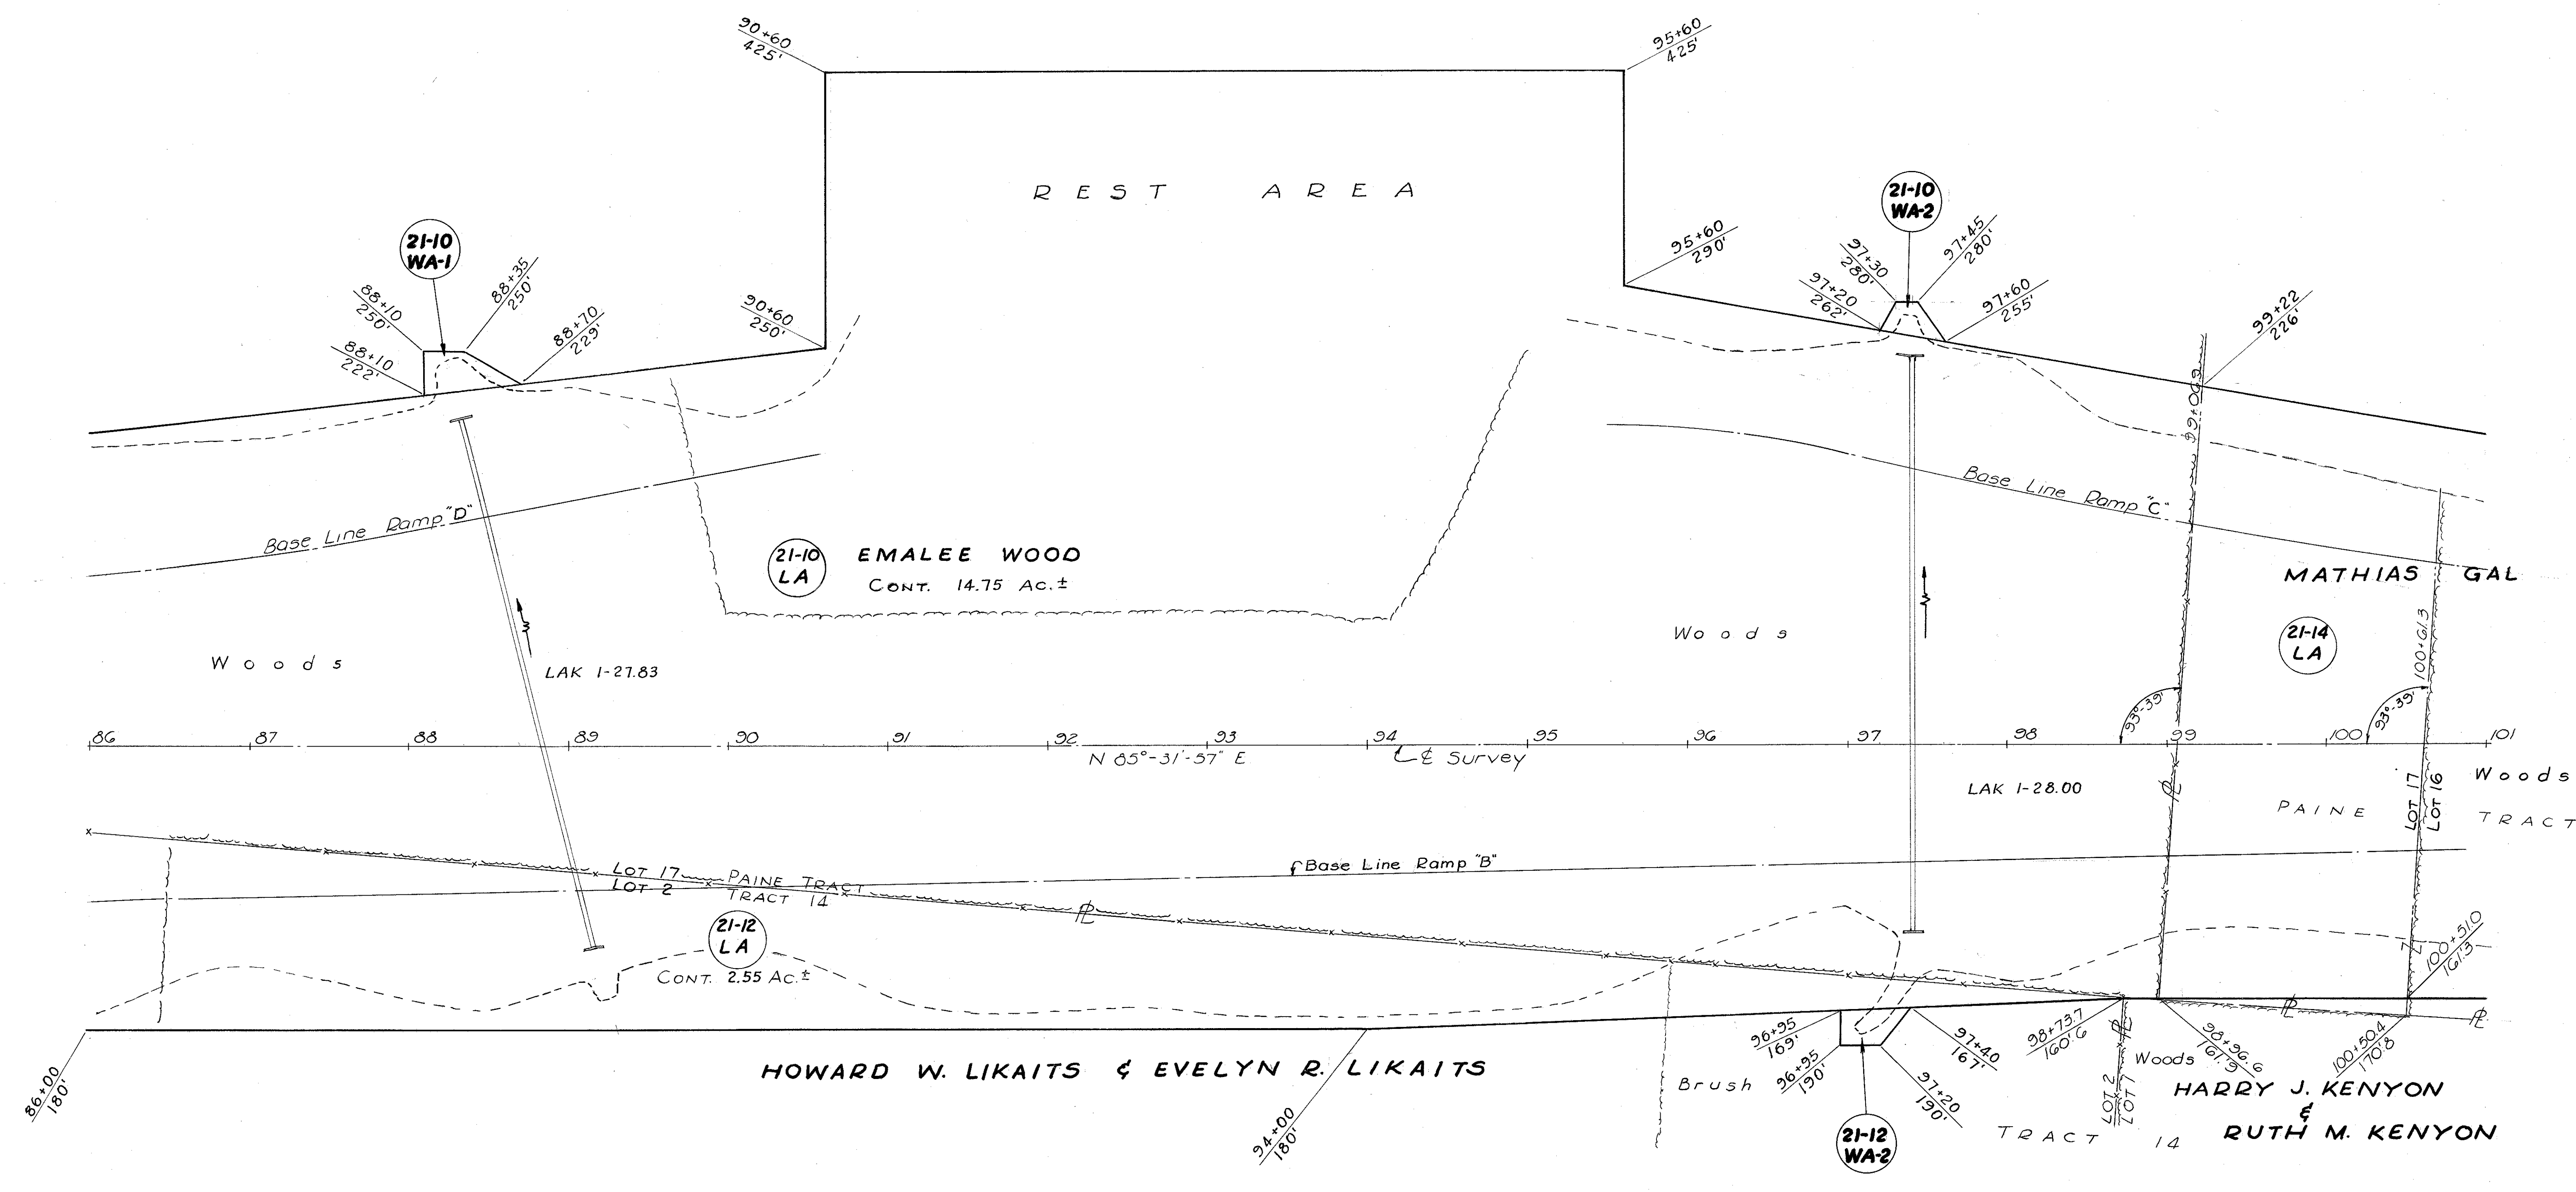 90+60
425'
95+60
425'
REST AREA
21-10
WA-1
21-10
WA-2
88+10
250'
88+35
250'
88+10
222'
88+70
229'
90+60
250'
95+60
290'
97+20
262'
97+30
280'
97+45
280'
97+60
255'
99+22
226'
99+06.3
Base Line Ramp "D"
Base Line Ramp "C"
21-10
LA
EMALEE WOOD
CONT. 14.75 AC.±
MATHIAS GAL
21-14
LA
100+61.3
Woods
LAK 1-27.83
Woods
93°-39'
93°-39'
86 87 88 89 90 91 92 93 94 95 96 97 98 99 100 101
N 85°-31'-57" E
℄ Survey
LAK 1-28.00
Woods
PAINE TRACT
LOT 17
LOT 16
℄ Base Line Ramp "B"
LOT 17 PAINE TRACT
LOT 2 TRACT 14
PL
PL
21-12
LA
CONT. 2.55 AC.±
100+51.0
161.3
86+00
180'
HOWARD W. LIKAITS & EVELYN R. LIKAITS
94+00
180'
Brush
96+95
169'
96+95
190'
97+20
190'
97+40
167'
98+73.7
160.6
98+96.6
161.9
100+50.4
170.8
PL
PL
PL
21-12
WA-2
LOT 2
LOT 7
Woods
HARRY J. KENYON
&
RUTH M. KENYON
TRACT 14